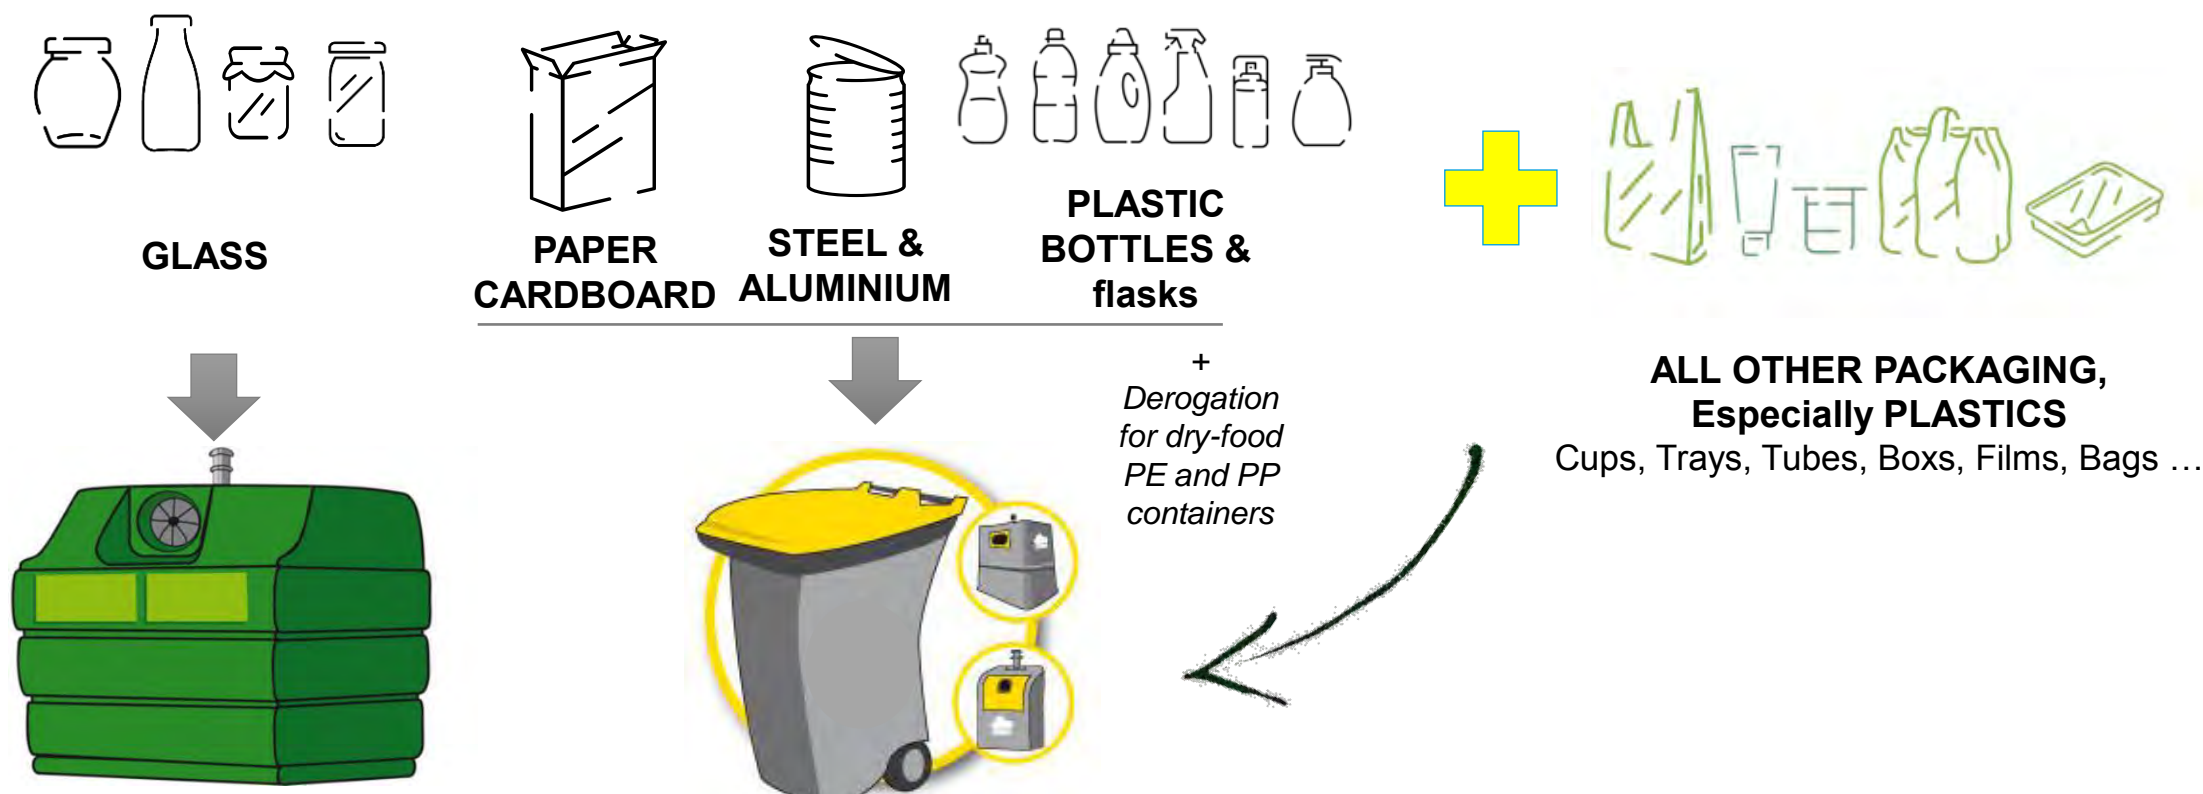 GLASS
PAPER
CARDBOARD
STEEL &
ALUMINIUM
PLASTIC
BOTTLES &
flasks
+
Derogation
for dry-food
PE and PP
containers
ALL OTHER PACKAGING,
Especially PLASTICS
Cups, Trays, Tubes, Boxs, Films, Bags …